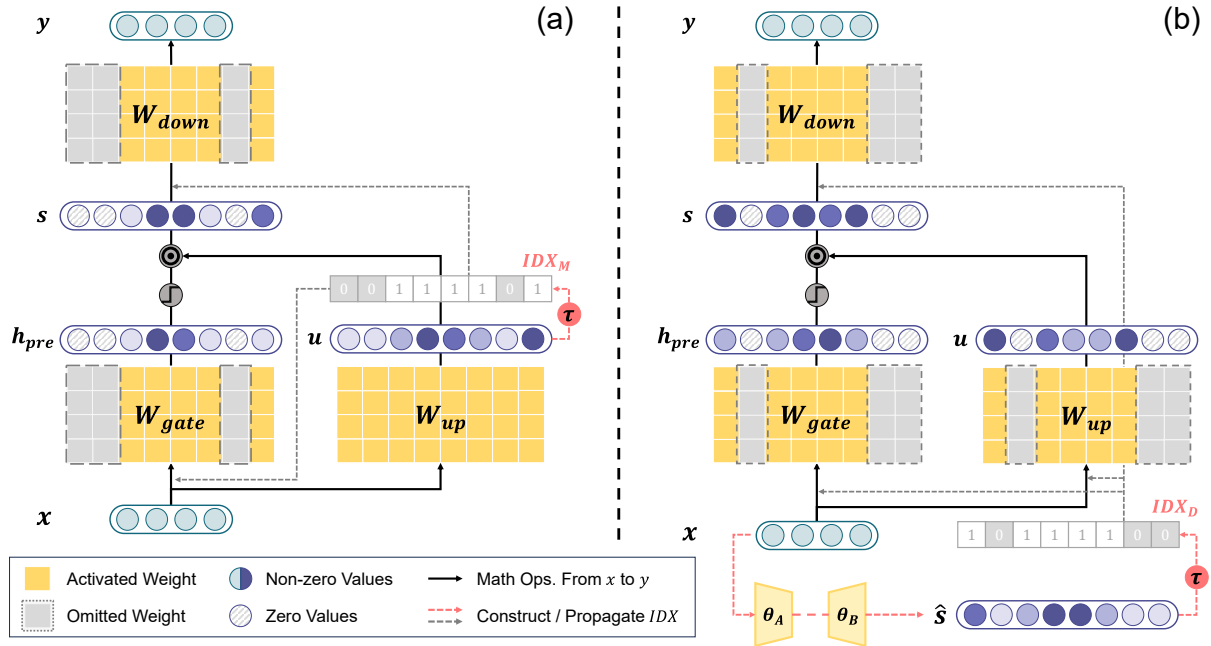 (a)
y
W_down
s
IDX_M
0 0 1 1 1 1 0 1
τ
h_pre
u
W_gate
W_up
x
(b)
y
W_down
s
h_pre
u
W_gate
W_up
x
IDX_D
1 0 1 1 1 1 0 0
τ
θ_A
θ_B
ŝ
Activated Weight
Non-zero Values
Math Ops. From x to y
Omitted Weight
Zero Values
Construct / Propagate IDX